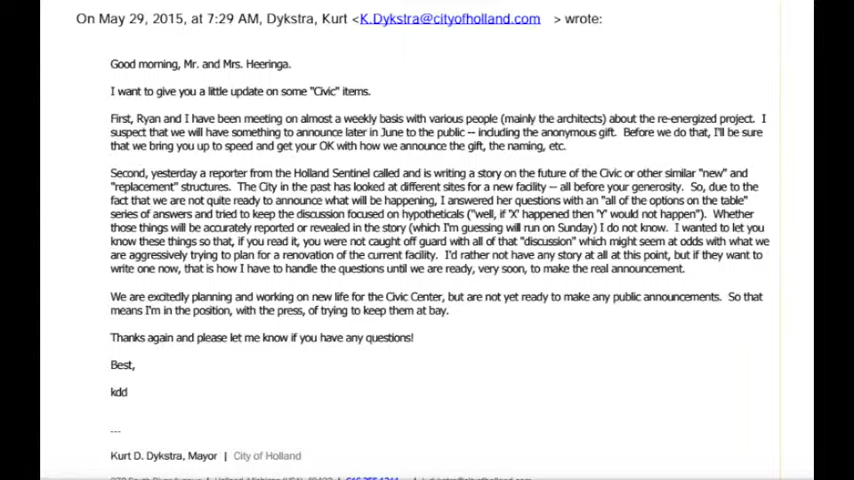 On May 29, 2015, at 7:29 AM, Dykstra, Kurt <K.Dykstra@cityofholland.com > wrote:
Good morning, Mr. and Mrs. Heeringa.
I want to give you a little update on some "Civic" items.
First, Ryan and I have been meeting on almost a weekly basis with various people (mainly the architects) about the re-energized project. I
suspect that we will have something to announce later in June to the public -- including the anonymous gift. Before we do that, I'll be sure
that we bring you up to speed and get your OK with how we announce the gift, the naming, etc.
Second, yesterday a reporter from the Holland Sentinel called and is writing a story on the future of the Civic or other similar "new" and
"replacement" structures. The City in the past has looked at different sites for a new facility -- all before your generosity. So, due to the
fact that we are not quite ready to announce what will be happening, I answered her questions with an "all of the options on the table"
series of answers and tried to keep the discussion focused on hypotheticals ("well, if 'X' happened then 'Y' would not happen"). Whether
those things will be accurately reported or revealed in the story (which I'm guessing will run on Sunday) I do not know. I wanted to let you
know these things so that, if you read it, you were not caught off guard with all of that "discussion" which might seem at odds with what we
are aggressively trying to plan for a renovation of the current facility. I'd rather not have any story at all at this point, but if they want to
write one now, that is how I have to handle the questions until we are ready, very soon, to make the real announcement.
We are excitedly planning and working on new life for the Civic Center, but are not yet ready to make any public announcements. So that
means I'm in the position, with the press, of trying to keep them at bay.
Thanks again and please let me know if you have any questions!
Best,
kdd
---
Kurt D. Dykstra, Mayor | City of Holland